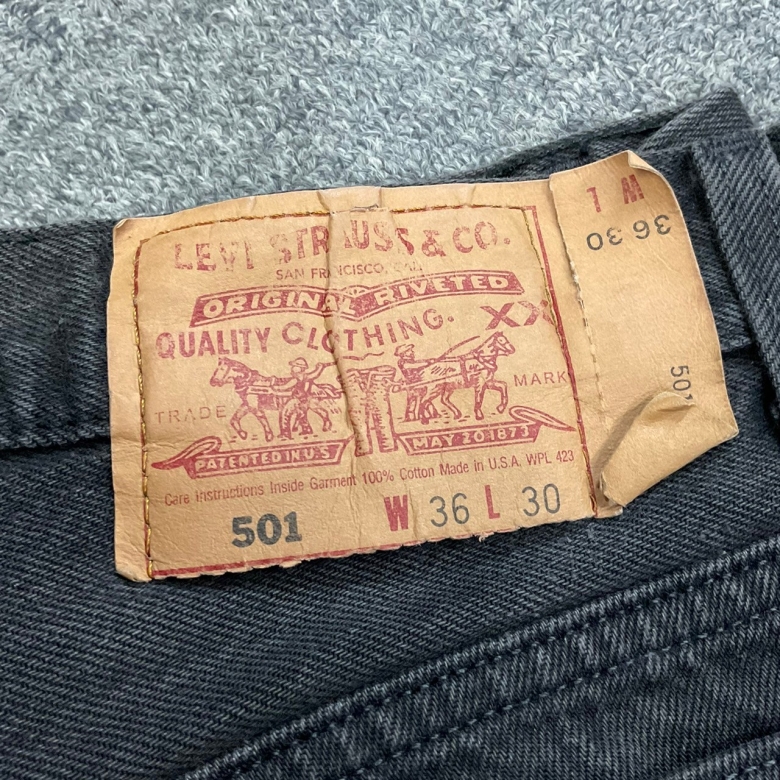 LEVI STRAUSS & CO.
SAN FRANCISCO, CAL
ORIGINAL RIVETED
QUALITY CLOTHING. XX
TRADE MARK
PATENTED IN U.S MAY 20.1873
Care Instructions Inside Garment 100% Cotton Made in U.S.A. WPL 423
501 W 36 L 30
L W
36 30
501